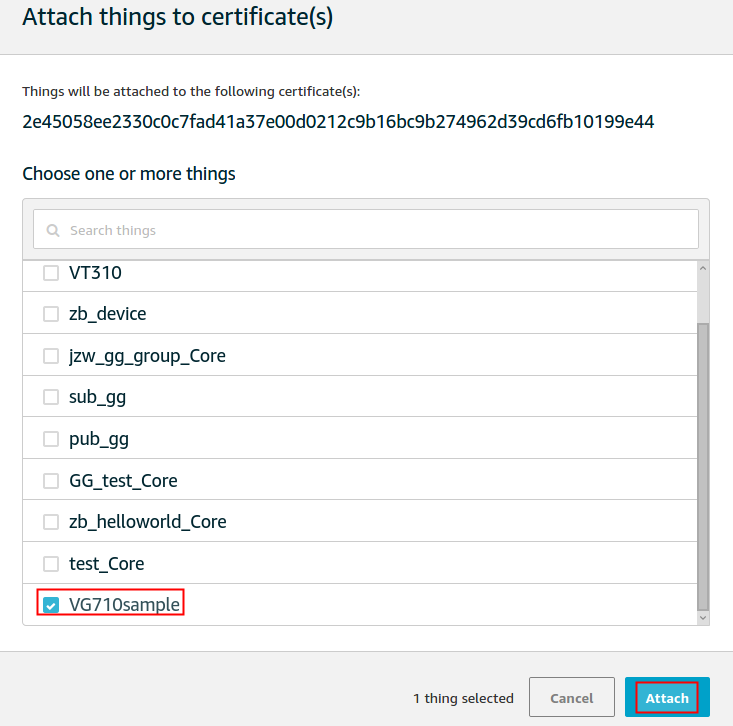 Attach things to certificate(s)
Things will be attached to the following certificate(s):
2e45058ee2330c0c7fad41a37e00d0212c9b16bc9b274962d39cd6fb10199e44
Choose one or more things
Search things
VT310
zb_device
jzw_gg_group_Core
sub_gg
pub_gg
GG_test_Core
zb_helloworld_Core
test_Core
VG710sample
1 thing selected Cancel Attach